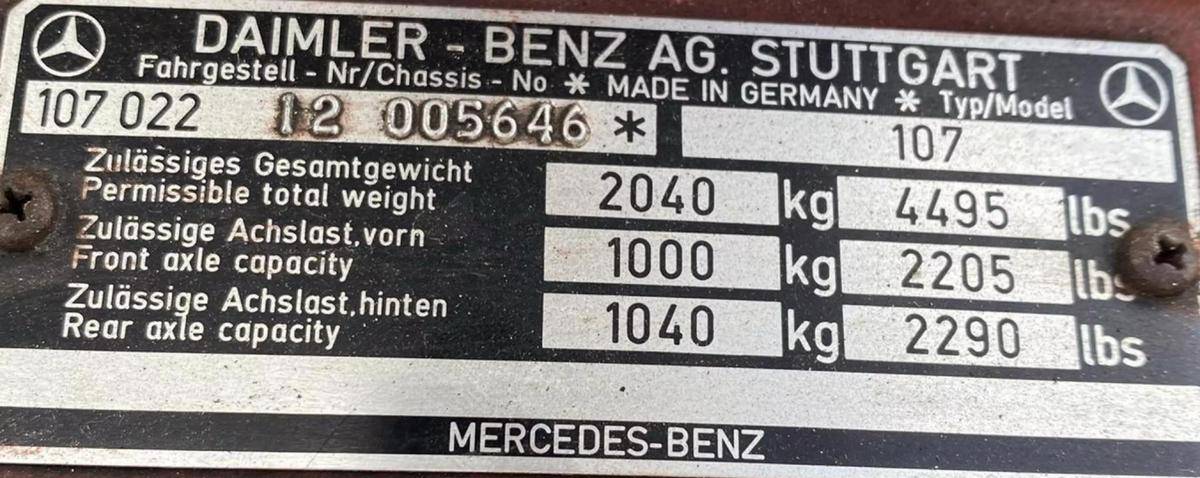 DAIMLER - BENZ AG. STUTTGART
Fahrgestell - Nr/Chassis - No * MADE IN GERMANY * Typ/Model
107 022 12 005646 * 107
Zulässiges Gesamtgewicht
Permissible total weight 2040 kg 4495 lbs
Zulässige Achslast,vorn
Front axle capacity 1000 kg 2205 lbs
Zulässige Achslast,hinten
Rear axle capacity 1040 kg 2290 lbs
MERCEDES-BENZ